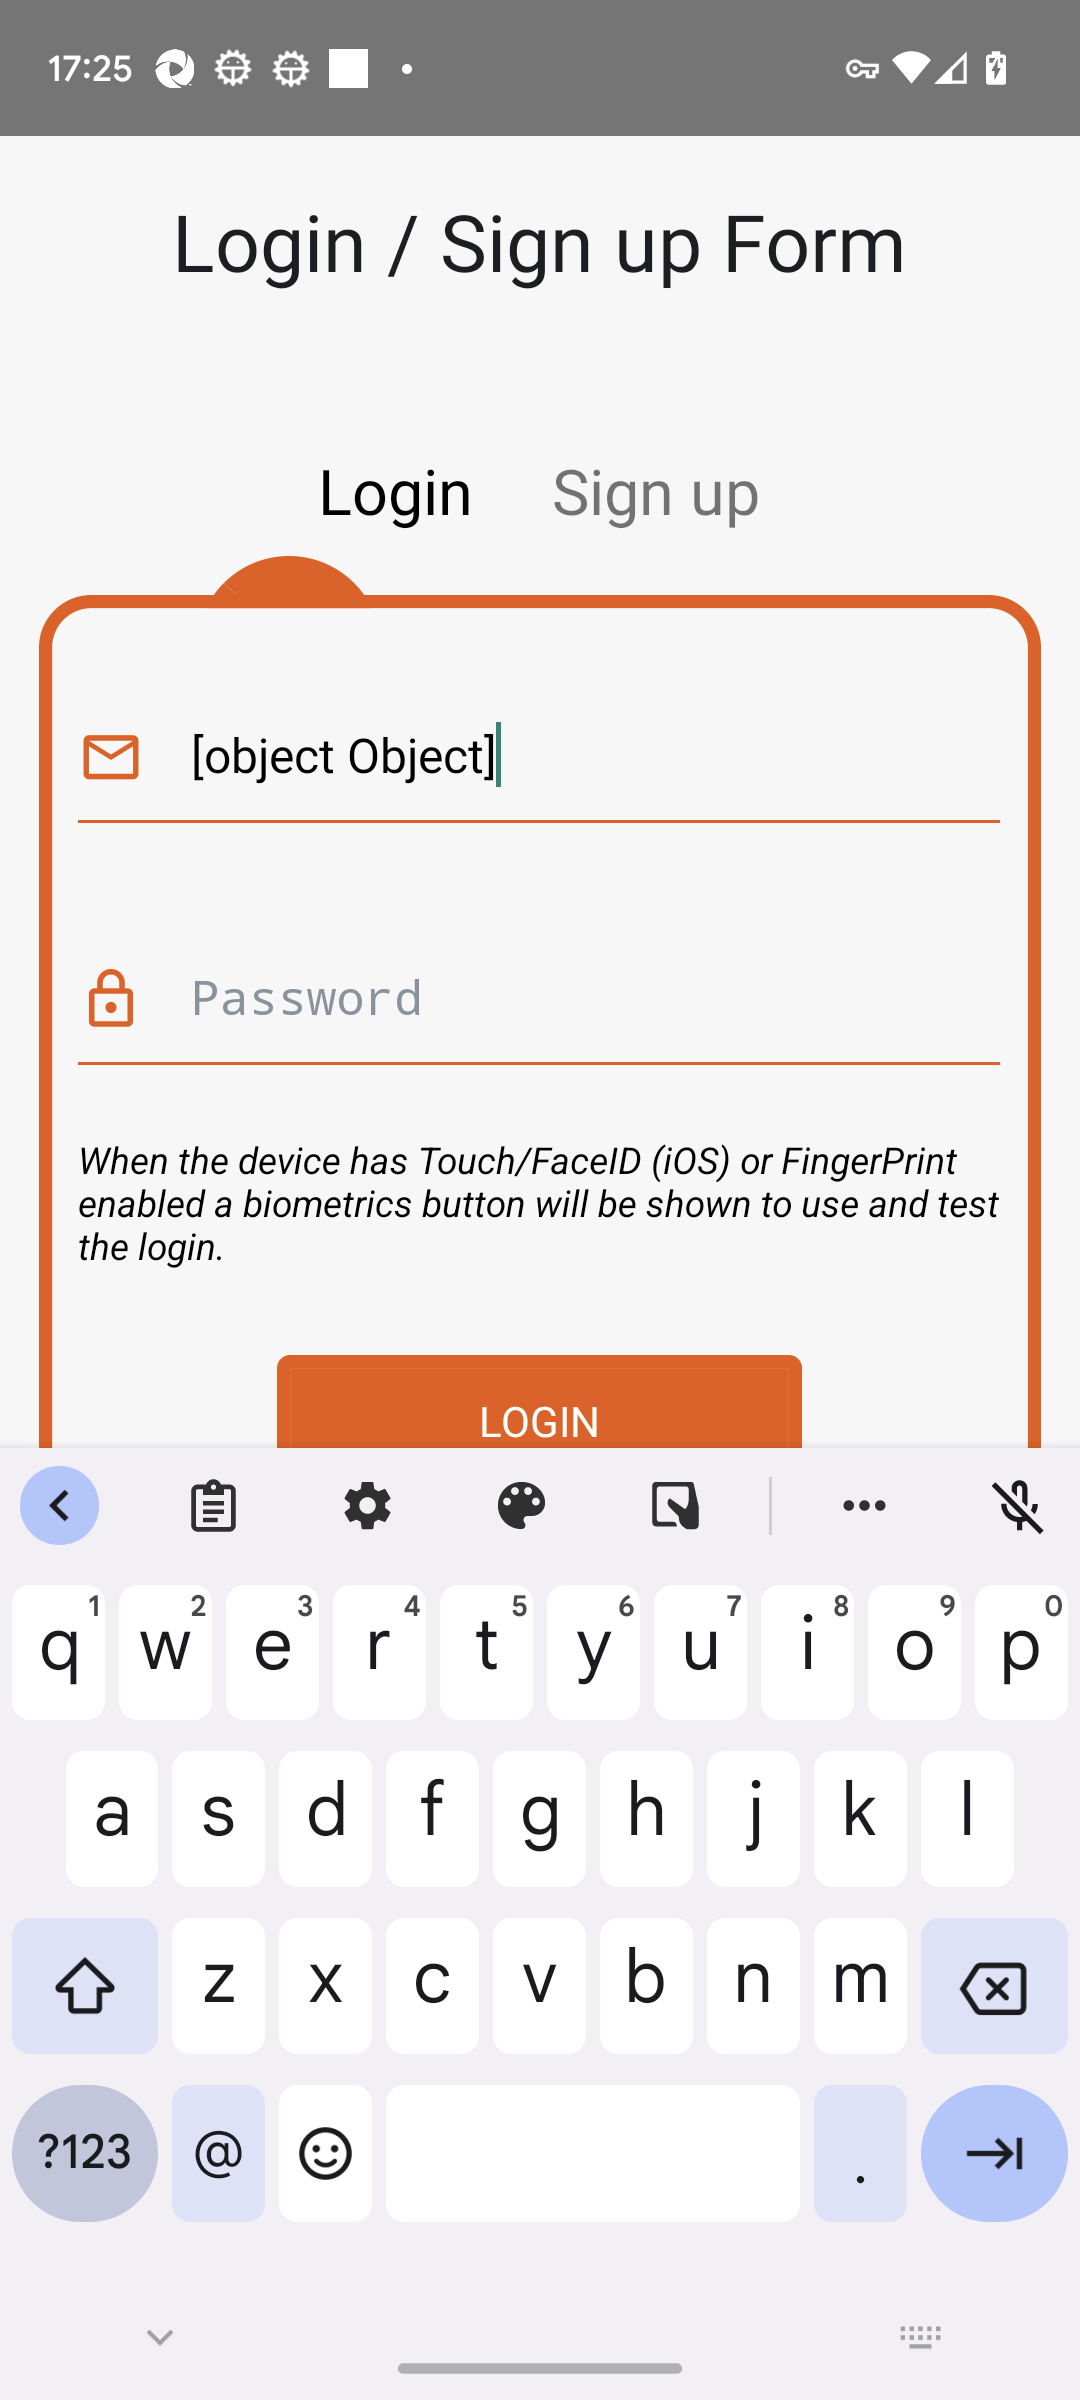 17:25
Login / Sign up Form
Login Sign up
[object Object]
Password
When the device has Touch/FaceID (iOS) or FingerPrint
enabled a biometrics button will be shown to use and test
the login.
LOGIN
1 2 3 4 5 6 7 8 9 0
q w e r t y u i o p
a s d f g h j k l
z x c v b n m
?123 @ .